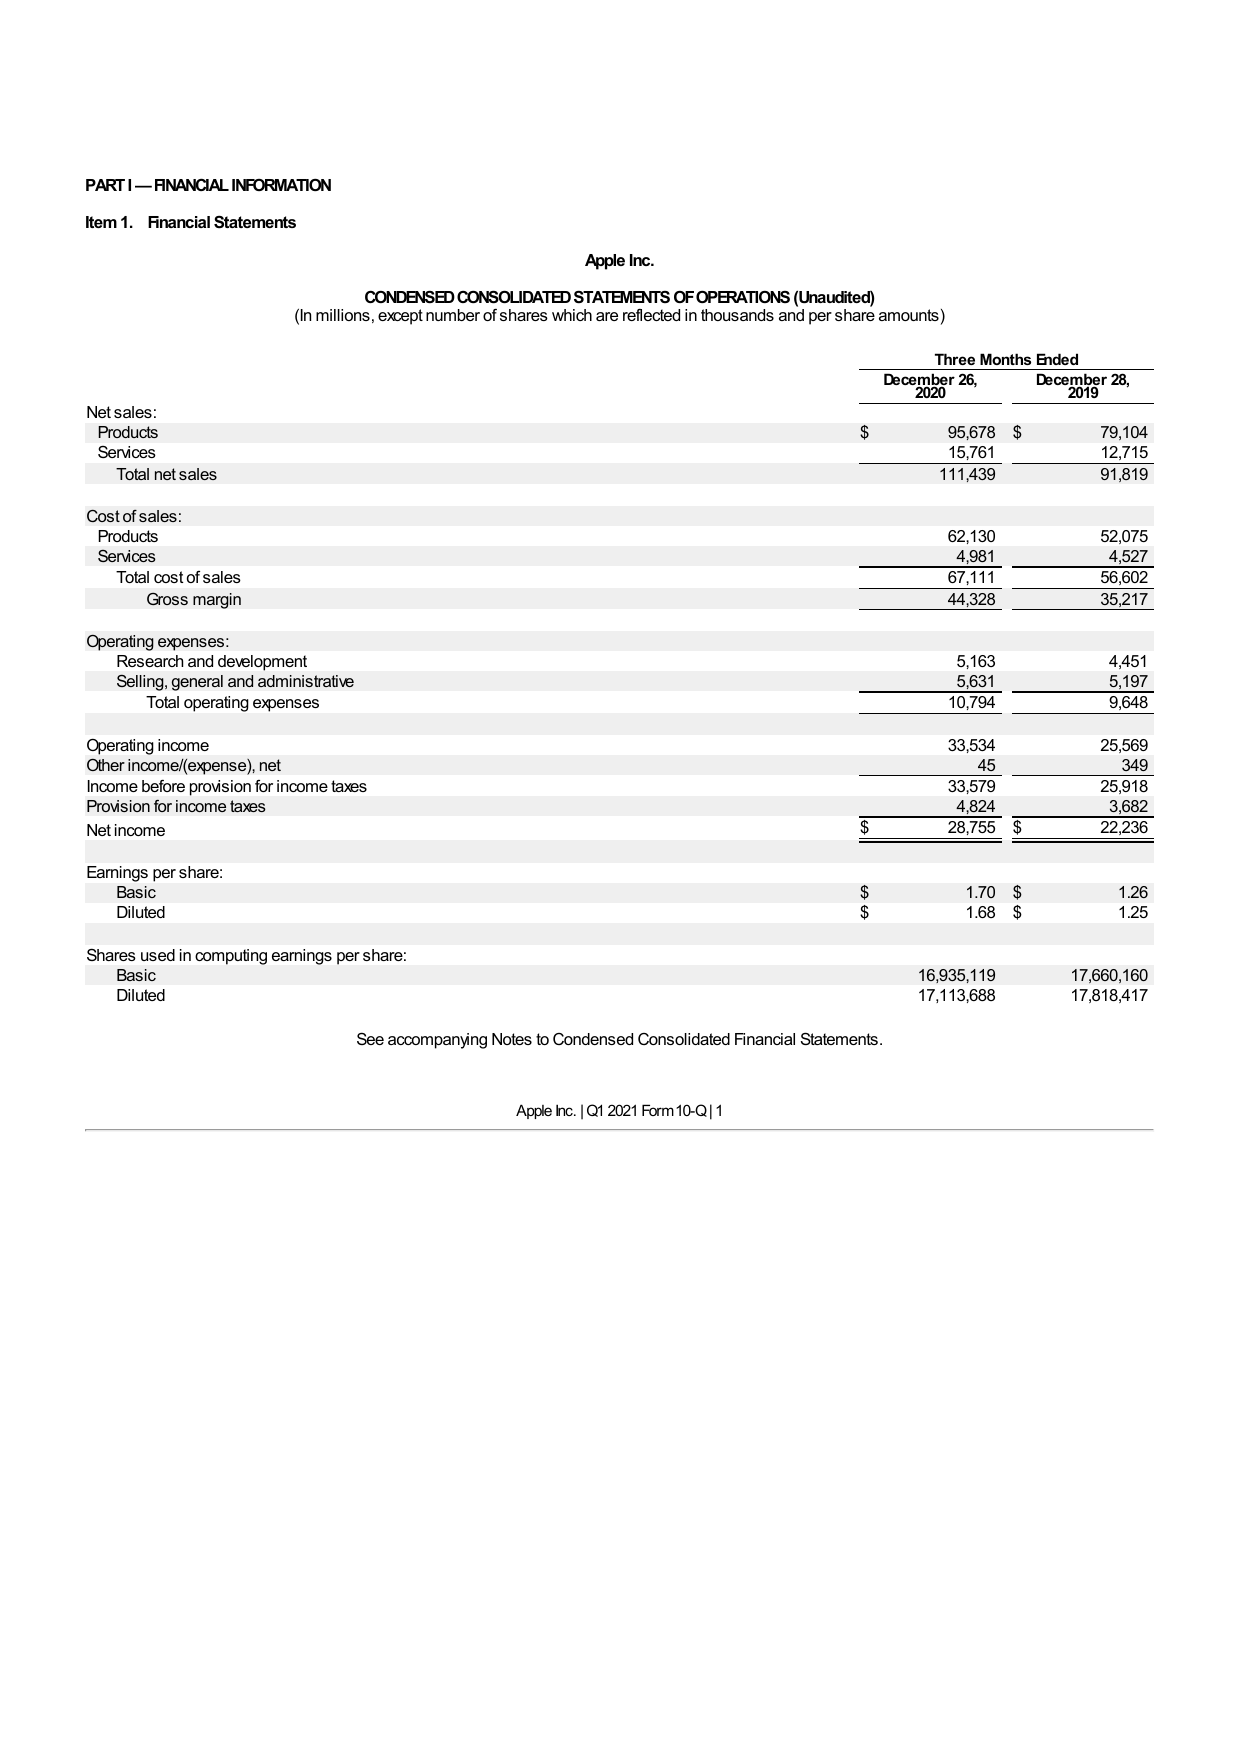 PART I — FINANCIAL INFORMATION
Item 1. Financial Statements
Apple Inc.
CONDENSED CONSOLIDATED STATEMENTS OF OPERATIONS (Unaudited)
(In millions, except number of shares which are reflected in thousands and per share amounts)
Three Months Ended
December 26, 2020 December 28, 2019
Net sales:
Products $ 95,678 $ 79,104
Services 15,761 12,715
Total net sales 111,439 91,819
Cost of sales:
Products 62,130 52,075
Services 4,981 4,527
Total cost of sales 67,111 56,602
Gross margin 44,328 35,217
Operating expenses:
Research and development 5,163 4,451
Selling, general and administrative 5,631 5,197
Total operating expenses 10,794 9,648
Operating income 33,534 25,569
Other income/(expense), net 45 349
Income before provision for income taxes 33,579 25,918
Provision for income taxes 4,824 3,682
Net income $ 28,755 $ 22,236
Earnings per share:
Basic $ 1.70 $ 1.26
Diluted $ 1.68 $ 1.25
Shares used in computing earnings per share:
Basic 16,935,119 17,660,160
Diluted 17,113,688 17,818,417
See accompanying Notes to Condensed Consolidated Financial Statements.
Apple Inc. | Q1 2021 Form 10-Q | 1